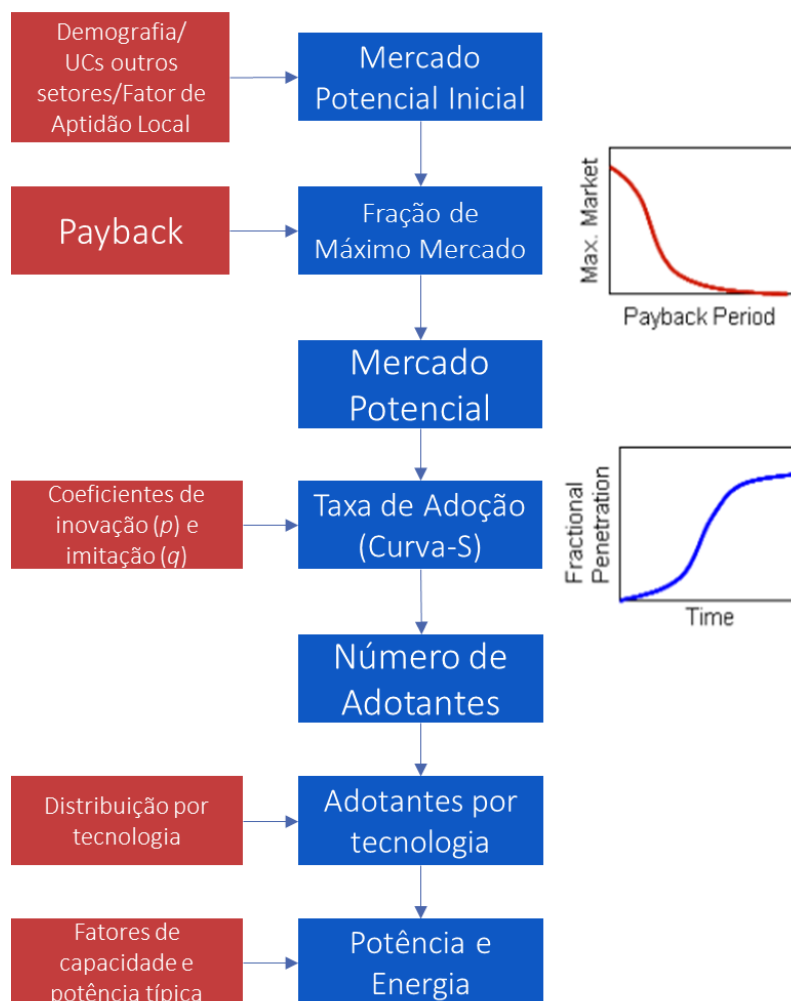 Demografia/
UCs outros
setores/Fator de
Aptidão Local
Mercado
Potencial Inicial
Payback
Fração de
Máximo Mercado
Max. Market
Payback Period
Mercado
Potencial
Coeficientes de
inovação (p) e
imitação (q)
Taxa de Adoção
(Curva-S)
Fractional
Penetration
Time
Número de
Adotantes
Distribuição por
tecnologia
Adotantes por
tecnologia
Fatores de
capacidade e
potência típica
Potência e
Energia